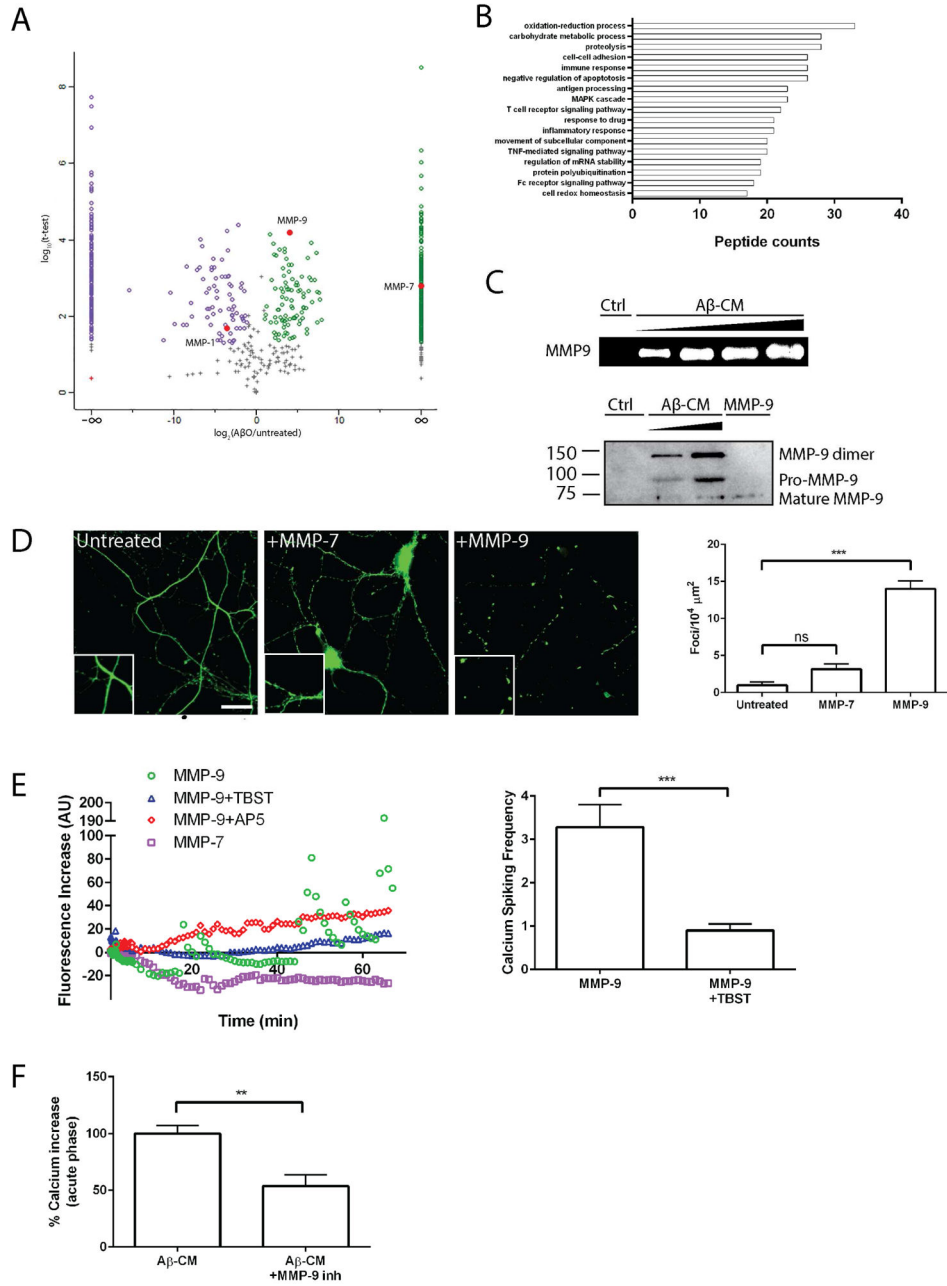 A
log10(t-test)
8
6
4
2
0
MMP-9
MMP-7
MMP-1
-∞
-10
0
10
∞
log2(AβO/untreated)
B
oxidation-reduction process
carbohydrate metabolic process
proteolysis
cell-cell adhesion
immune response
negative regulation of apoptotosis
antigen processing
MAPK cascade
T cell receptor signaling pathway
response to drug
inflammatory response
movement of subcellular component
TNF-mediated signaling pathway
regulation of mRNA stability
protein polyubiquitination
Fc receptor signaling pathway
cell redox homeostasis
0 10 20 30 40
Peptide counts
C
Ctrl Aβ-CM
MMP9
Ctrl Aβ-CM MMP-9
150
100
75
MMP-9 dimer
Pro-MMP-9
Mature MMP-9
D
Untreated
+MMP-7
+MMP-9
Foci/10⁴ μm²
20
15
10
5
0
***
ns
Untreated MMP-7 MMP-9
E
Fluorescence Increase (AU)
200
190
100
80
60
40
20
0
-20
MMP-9
MMP-9+TBST
MMP-9+AP5
MMP-7
20 40 60
Time (min)
Calcium Spiking Frequency
4
3
2
1
0
***
MMP-9 MMP-9
+TBST
F
% Calcium increase
(acute phase)
150
100
50
0
**
Aβ-CM Aβ-CM
+MMP-9 inh